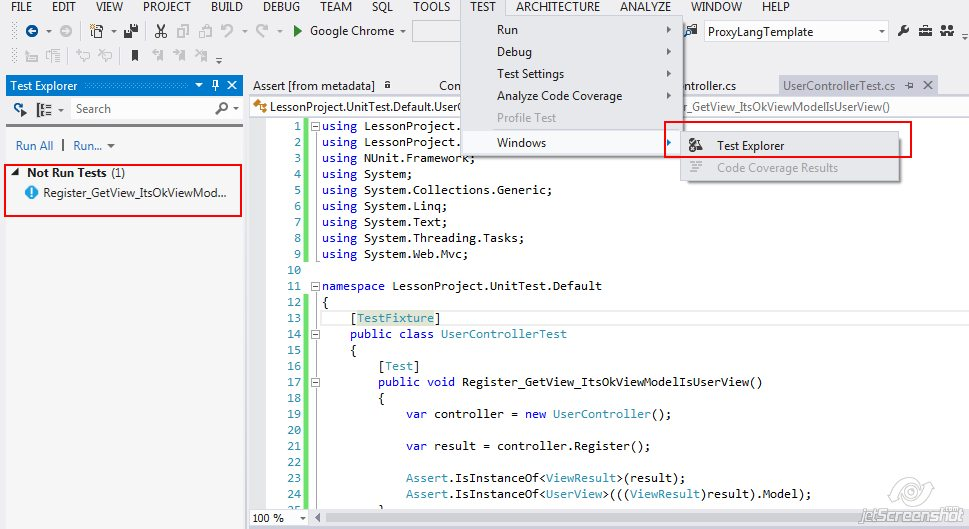 FILE EDIT VIEW PROJECT BUILD DEBUG TEAM SQL TOOLS TEST ARCHITECTURE ANALYZE WINDOW HELP
Google Chrome
ProxyLangTemplate
Run
Debug
Test Settings
Analyze Code Coverage
Profile Test
Windows
Test Explorer
Code Coverage Results
Test Explorer
Search
Run All | Run...
Not Run Tests (1)
Register_GetView_ItsOkViewMod...
Assert [from metadata]
Con
ontroller.cs
UserControllerTest.cs
LessonProject.UnitTest.Default.UserC
r_GetView_ItsOkViewModelIsUserView()
1 using LessonProject.
2 using LessonProject.
3 using NUnit.Framework;
4 using System;
5 using System.Collections.Generic;
6 using System.Linq;
7 using System.Text;
8 using System.Threading.Tasks;
9 using System.Web.Mvc;
10
11 namespace LessonProject.UnitTest.Default
12 {
13 [TestFixture]
14 public class UserControllerTest
15 {
16 [Test]
17 public void Register_GetView_ItsOkViewModelIsUserView()
18 {
19 var controller = new UserController();
20
21 var result = controller.Register();
22
23 Assert.IsInstanceOf<ViewResult>(result);
24 Assert.IsInstanceOf<UserView>(((ViewResult)result).Model);
100 %
jetScreenshot.com